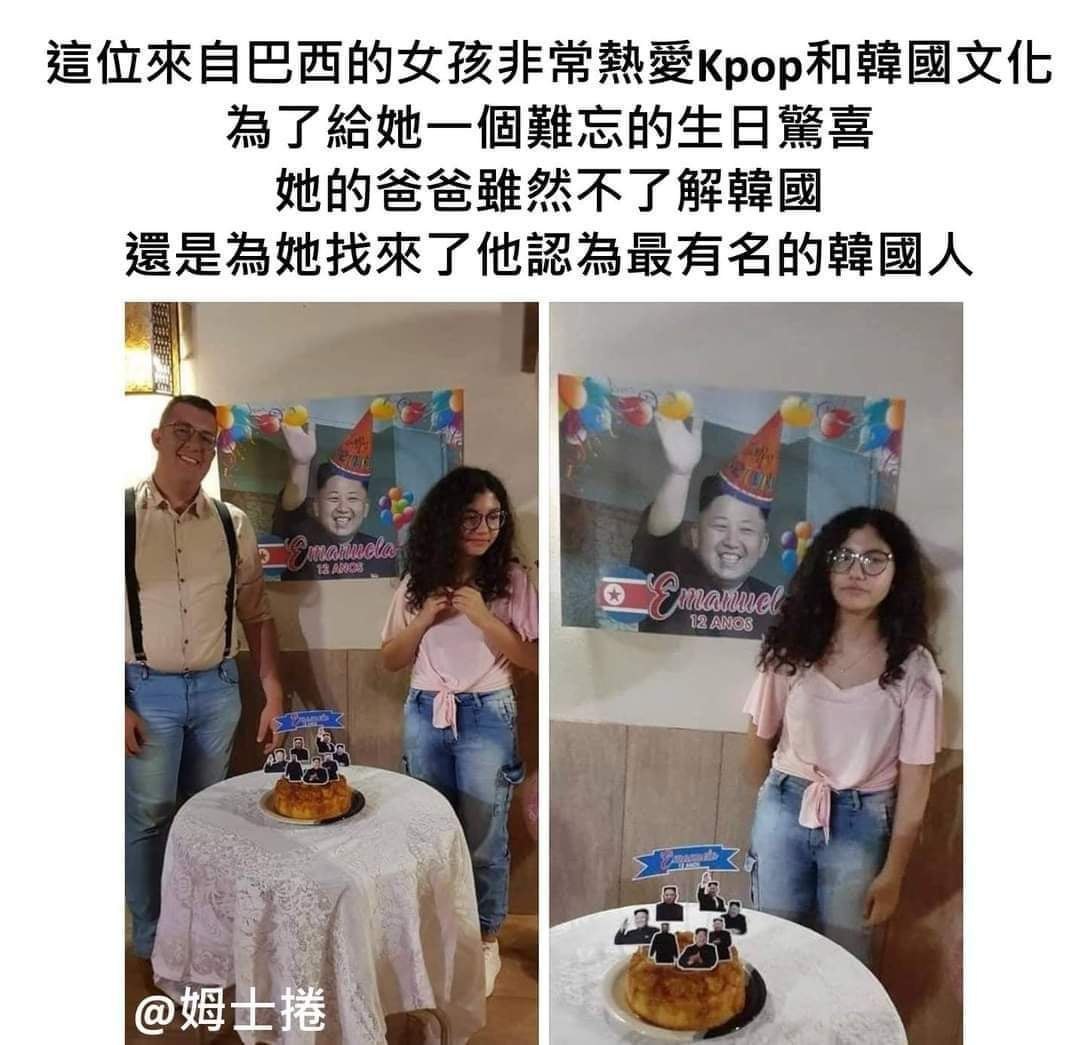 這位來自巴西的女孩非常熱愛Kpop和韓國文化
為了給她一個難忘的生日驚喜
她的爸爸雖然不了解韓國
還是為她找來了他認為最有名的韓國人
Emanuela
12 ANOS
Emanuel
12 ANOS
Emanuela
12 ANOS
@姆士捲